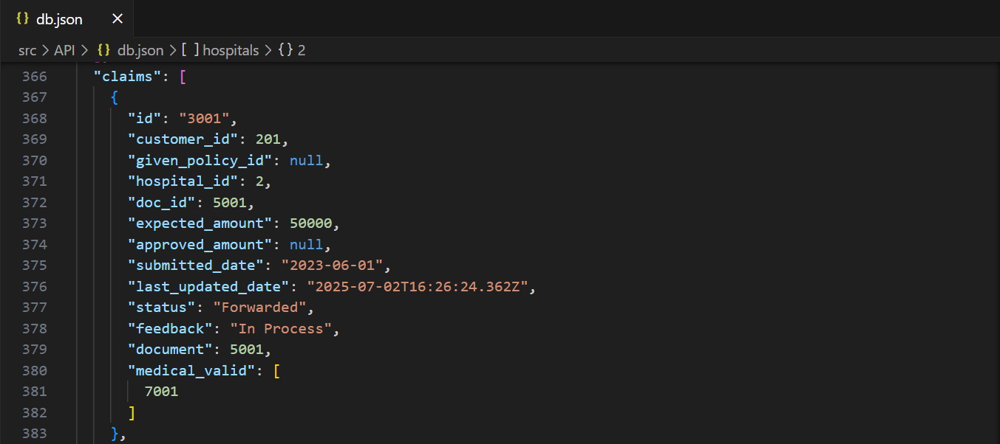 {} db.json ×
src > API > {} db.json > [ ] hospitals > {} 2
366 "claims": [
367 {
368 "id": "3001",
369 "customer_id": 201,
370 "given_policy_id": null,
371 "hospital_id": 2,
372 "doc_id": 5001,
373 "expected_amount": 50000,
374 "approved_amount": null,
375 "submitted_date": "2023-06-01",
376 "last_updated_date": "2025-07-02T16:26:24.362Z",
377 "status": "Forwarded",
378 "feedback": "In Process",
379 "document": 5001,
380 "medical_valid": [
381 7001
382 ]
383 },